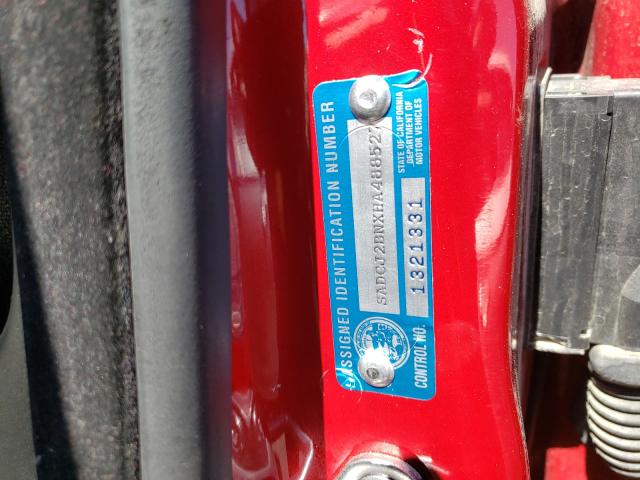 ASSIGNED IDENTIFICATION NUMBER
SADCJ2BNXHA488527
STATE OF CALIFORNIA
DEPARTMENT OF
MOTOR VEHICLES
CONTROL NO. 1321331